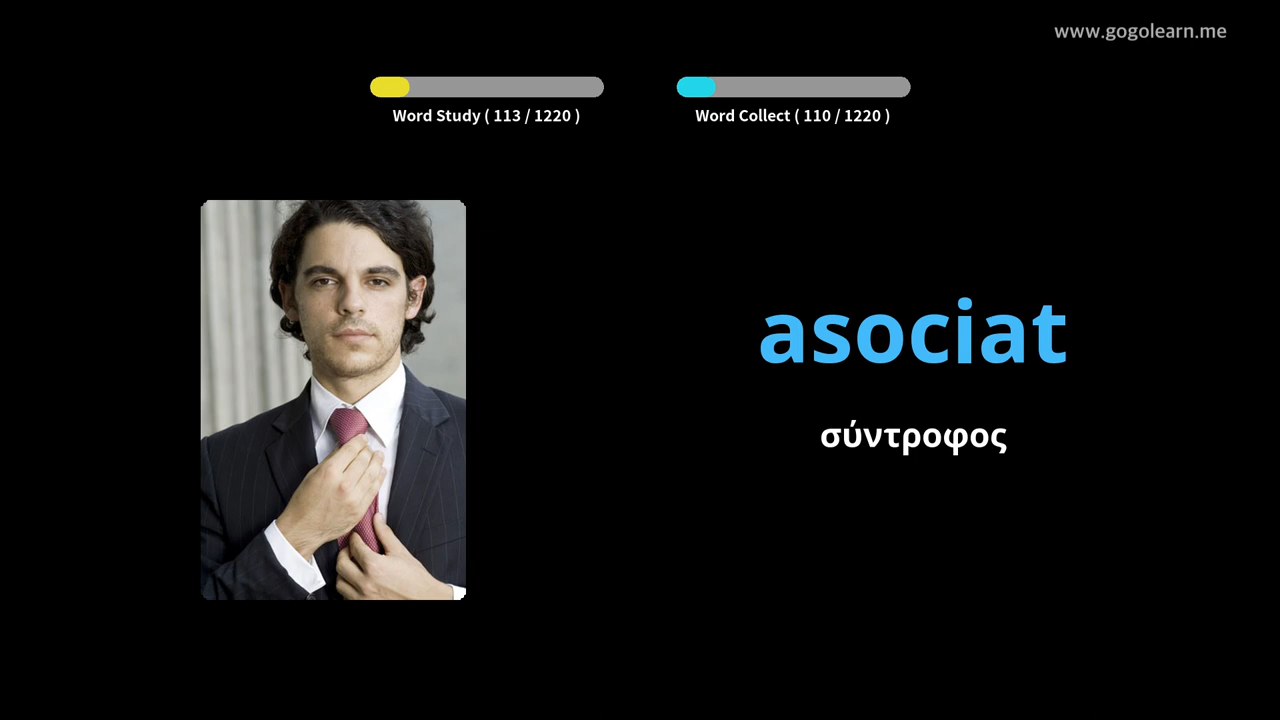 www.gogolearn.me
Word Study ( 113 / 1220 )
Word Collect ( 110 / 1220 )
asociat
σύντροφος